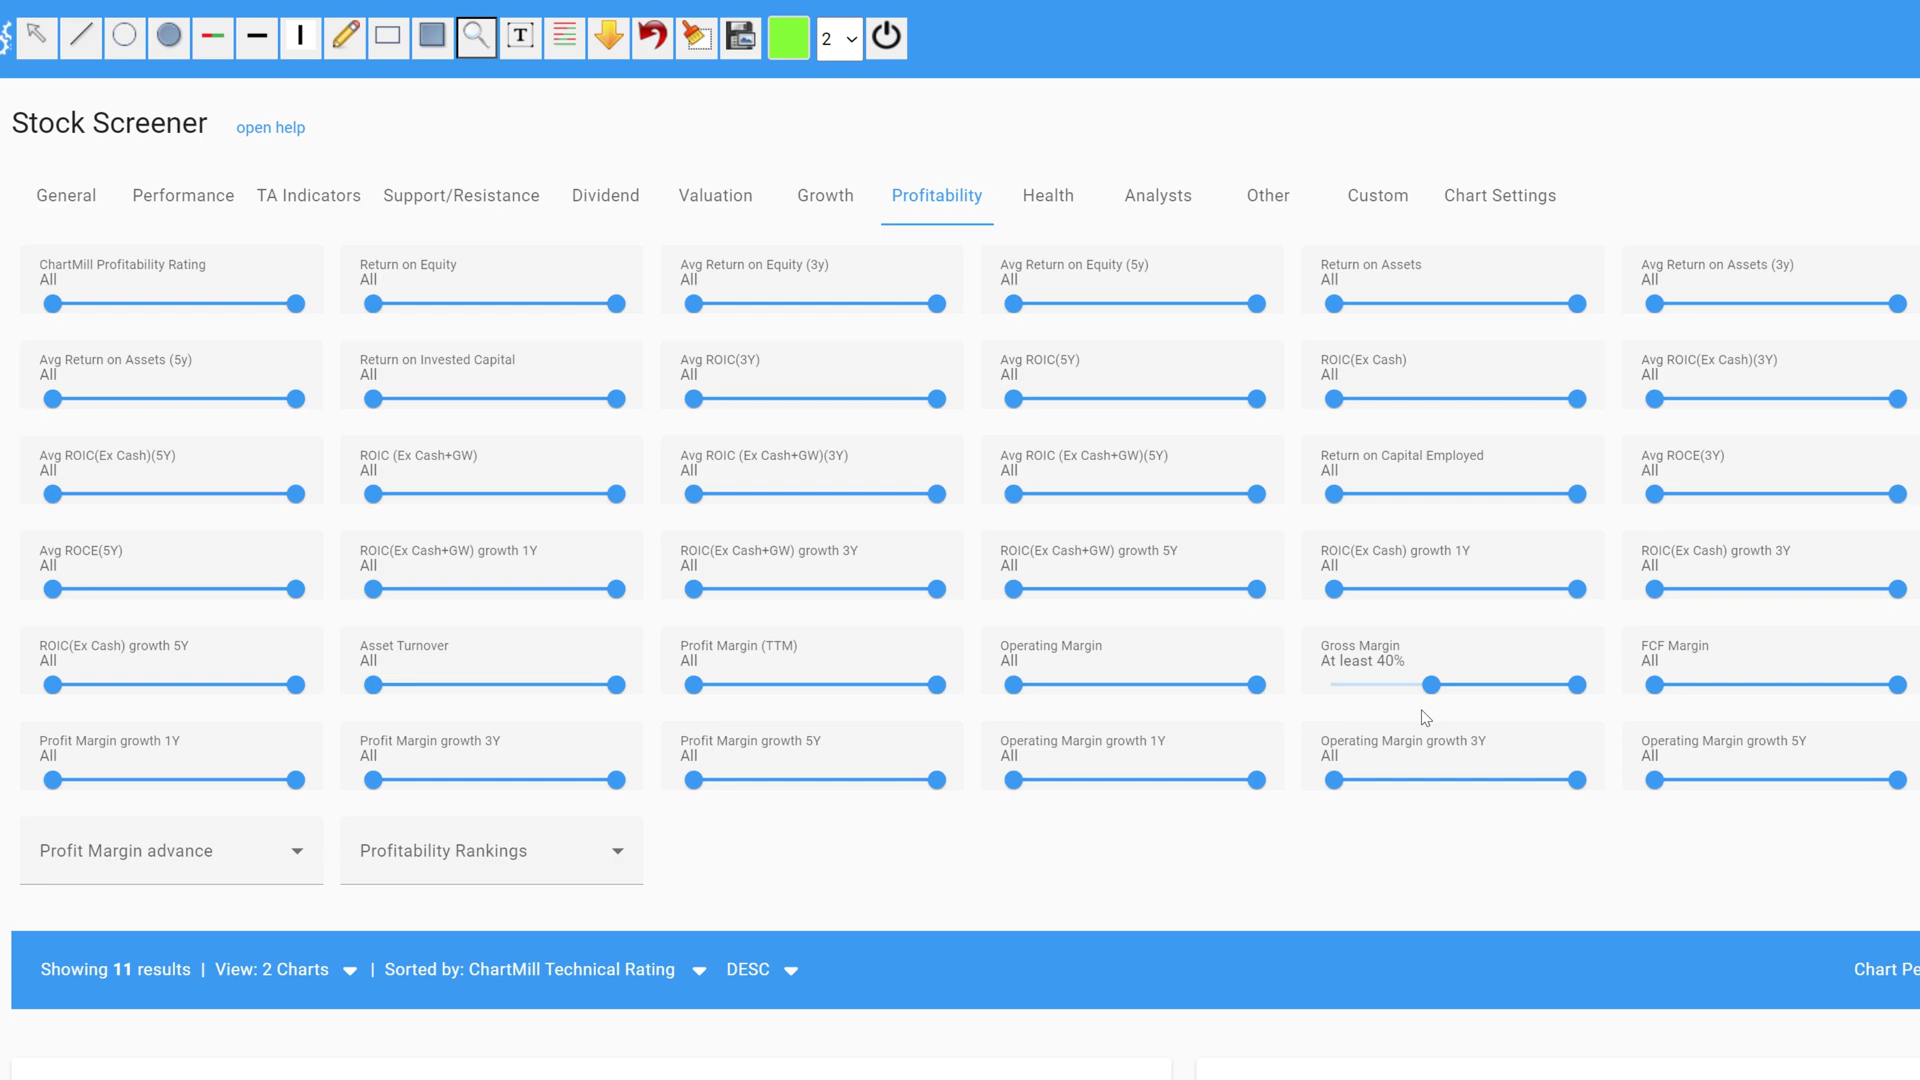 T
2
Stock Screener open help
General Performance TA Indicators Support/Resistance Dividend Valuation Growth Profitability Health Analysts Other Custom Chart Settings
ChartMill Profitability Rating Return on Equity Avg Return on Equity (3y) Avg Return on Equity (5y) Return on Assets Avg Return on Assets (3y)
All All All All All All
Avg Return on Assets (5y) Return on Invested Capital Avg ROIC(3Y) Avg ROIC(5Y) ROIC(Ex Cash) Avg ROIC(Ex Cash)(3Y)
All All All All All All
Avg ROIC(Ex Cash)(5Y) ROIC (Ex Cash+GW) Avg ROIC (Ex Cash+GW)(3Y) Avg ROIC (Ex Cash+GW)(5Y) Return on Capital Employed Avg ROCE(3Y)
All All All All All All
Avg ROCE(5Y) ROIC(Ex Cash+GW) growth 1Y ROIC(Ex Cash+GW) growth 3Y ROIC(Ex Cash+GW) growth 5Y ROIC(Ex Cash) growth 1Y ROIC(Ex Cash) growth 3Y
All All All All All All
ROIC(Ex Cash) growth 5Y Asset Turnover Profit Margin (TTM) Operating Margin Gross Margin FCF Margin
All All All All At least 40% All
Profit Margin growth 1Y Profit Margin growth 3Y Profit Margin growth 5Y Operating Margin growth 1Y Operating Margin growth 3Y Operating Margin growth 5Y
All All All All All All
Profit Margin advance Profitability Rankings
Showing 11 results | View: 2 Charts | Sorted by: ChartMill Technical Rating DESC Chart Pe